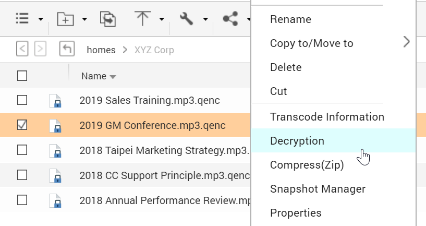 homes > XYZ Corp
Name
2019 Sales Training.mp3.qenc
2019 GM Conference.mp3.qenc
2018 Taipei Marketing Strategy.mp3.
2018 CC Support Principle.mp3.qenc
2018 Annual Performance Review.mp
Rename
Copy to/Move to
Delete
Cut
Transcode Information
Decryption
Compress(Zip)
Snapshot Manager
Properties